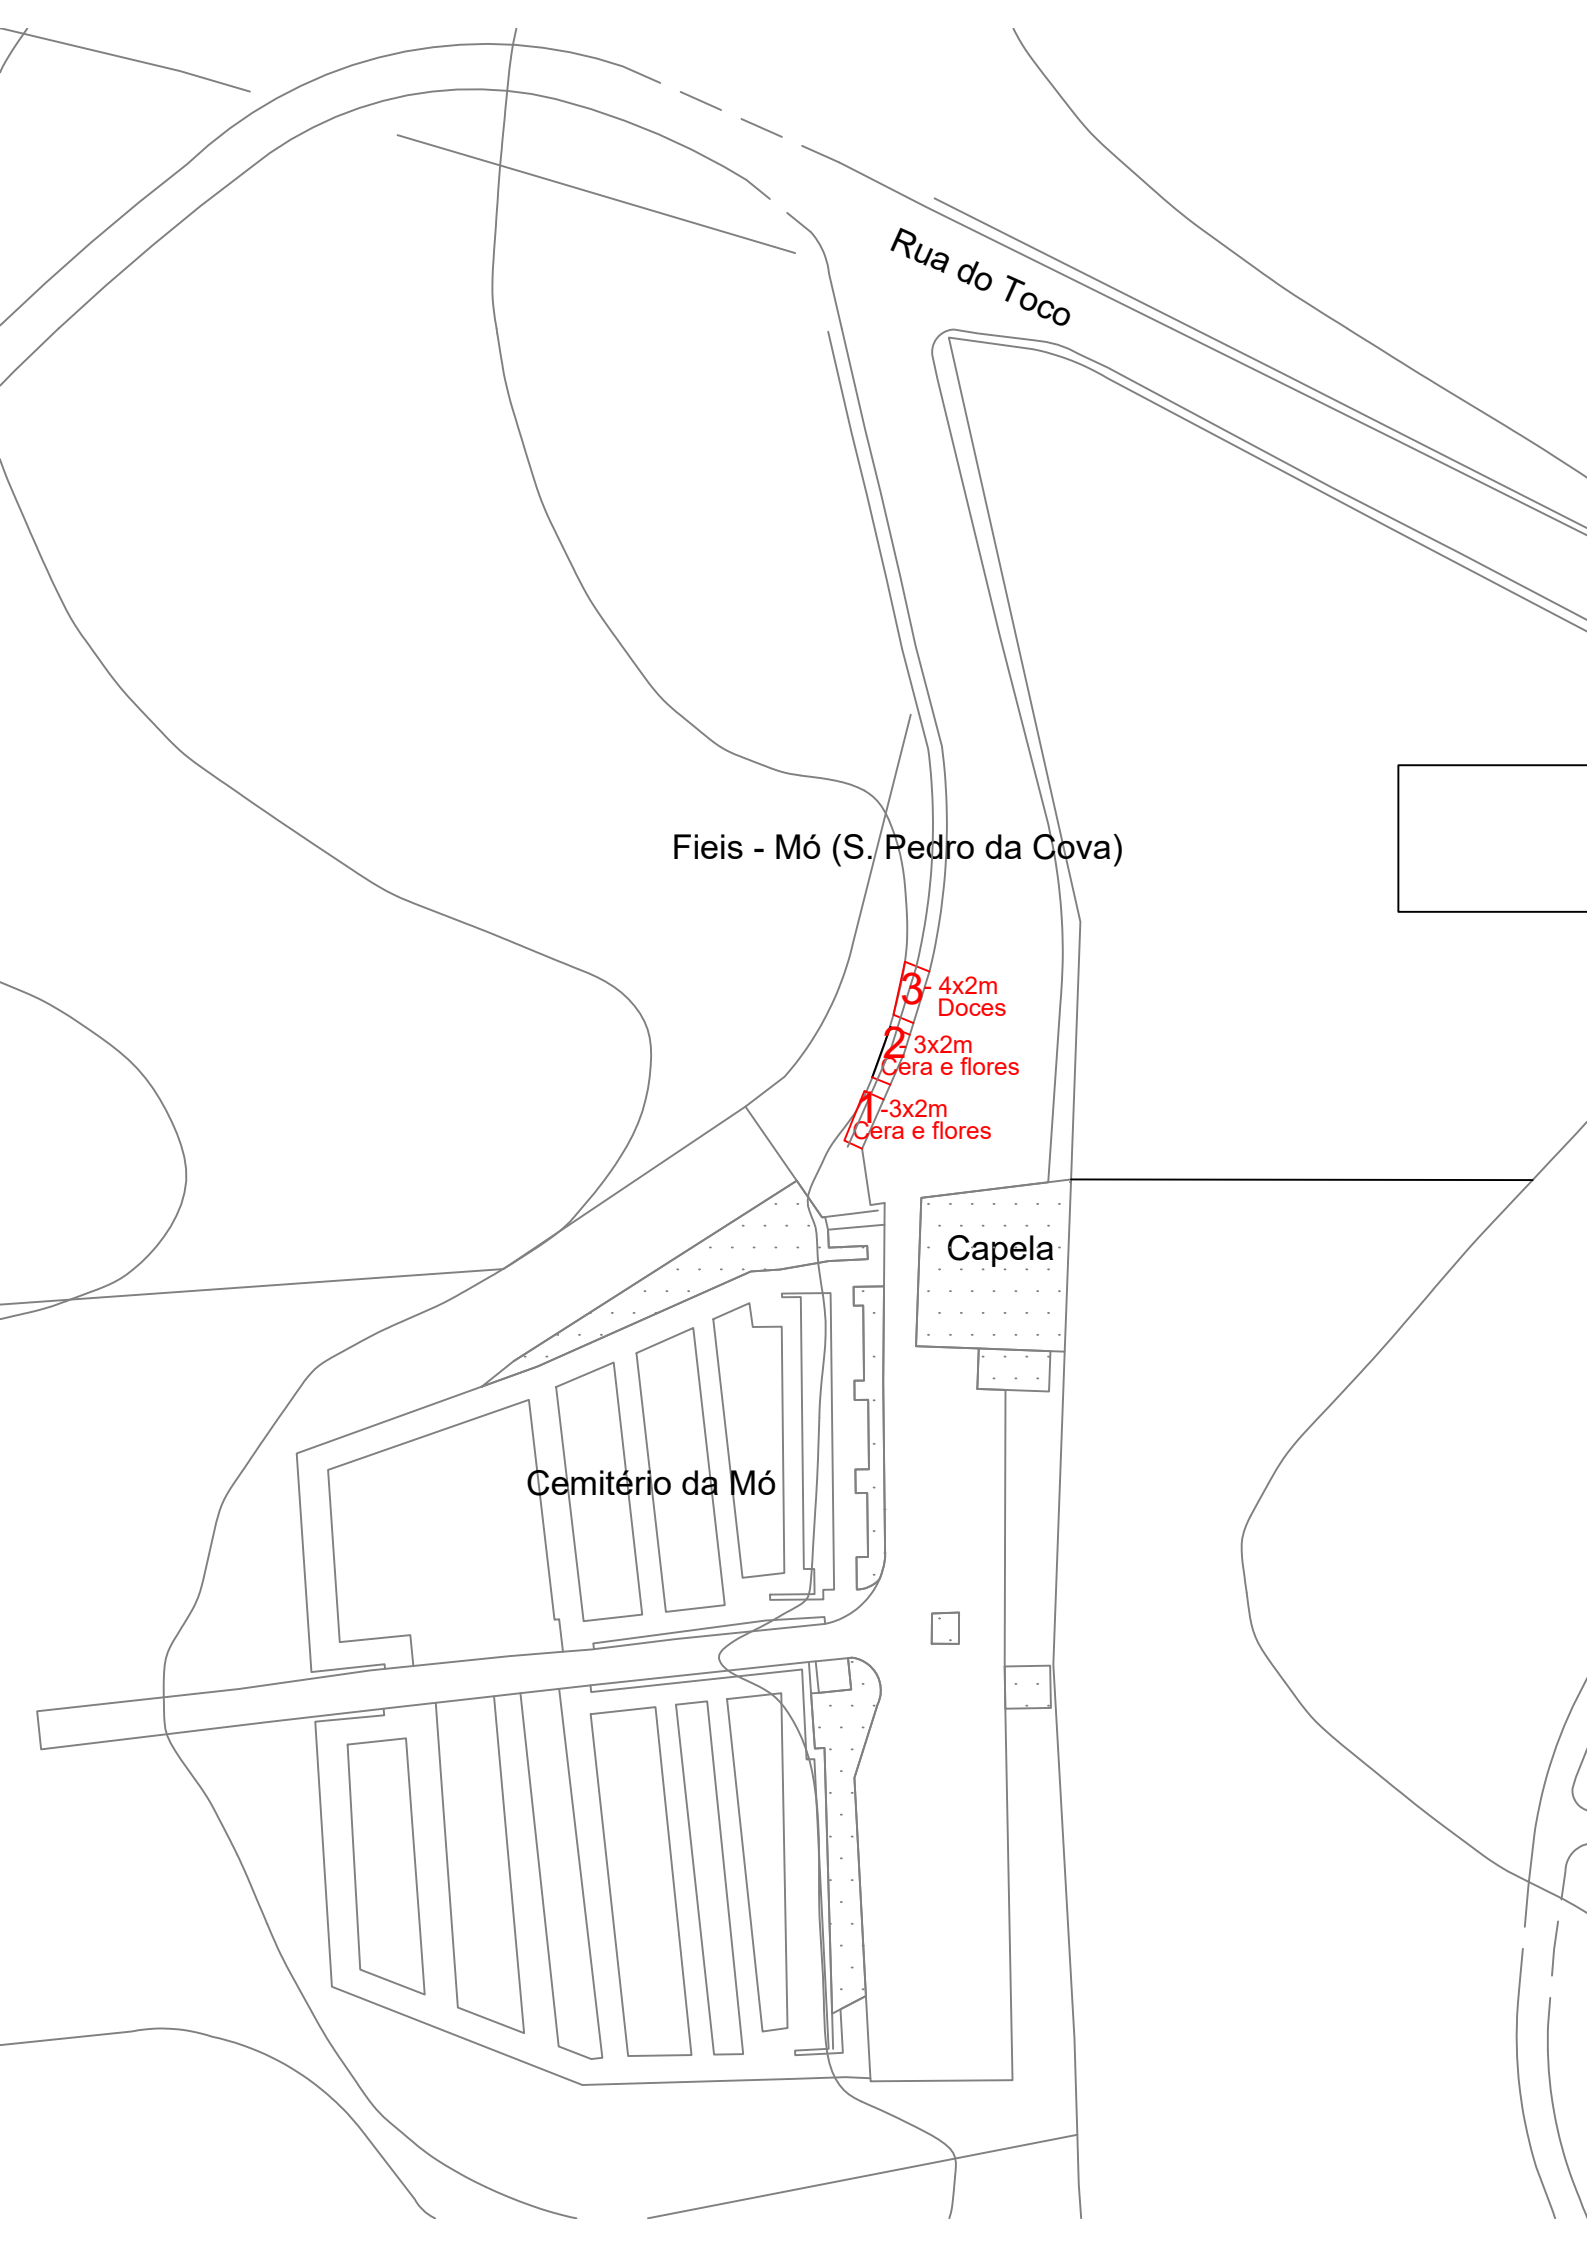 Rua do Toco
Fieis - Mó (S. Pedro da Cova)
3 - 4x2m
Doces
2 - 3x2m
Cera e flores
1 -3x2m
Cera e flores
Capela
Cemitério da Mó